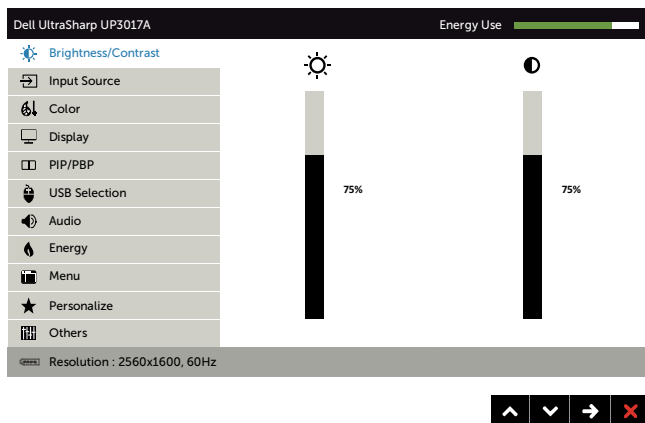 Dell UltraSharp UP3017A
Energy Use
Brightness/Contrast
Input Source
Color
Display
PIP/PBP
USB Selection
75%
75%
Audio
Energy
Menu
Personalize
Others
Resolution : 2560x1600, 60Hz